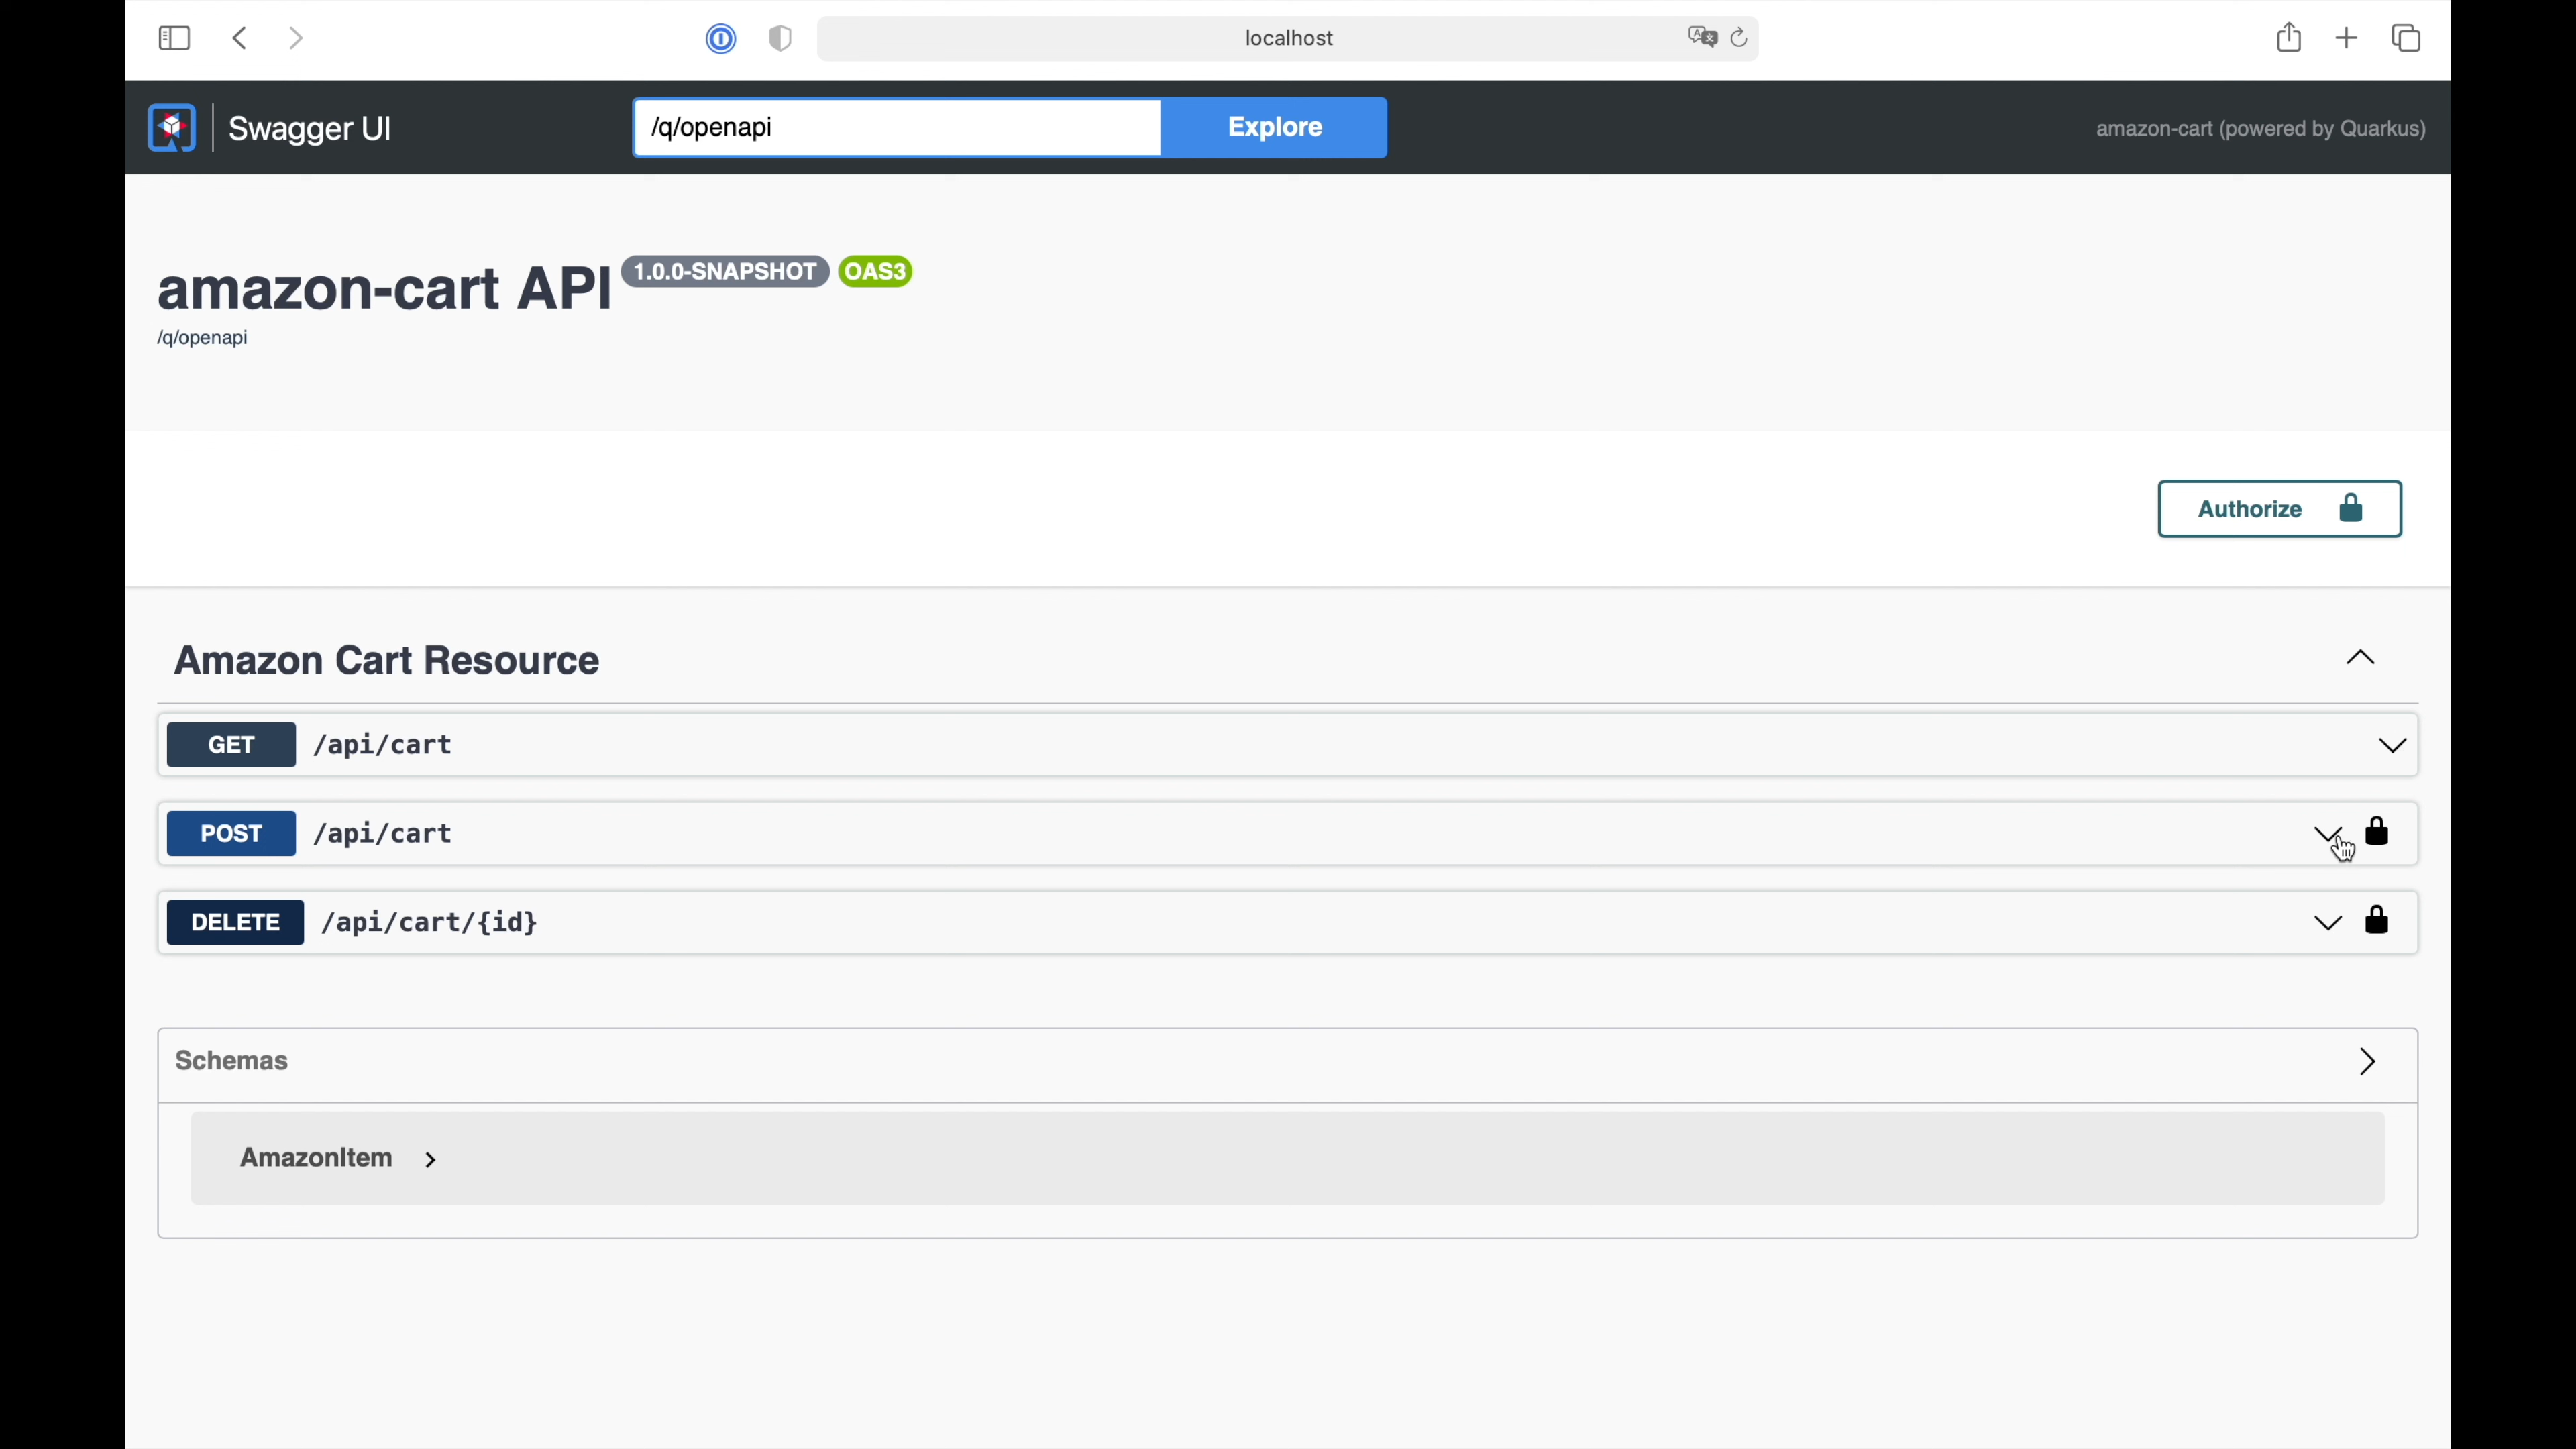 localhost
Swagger UI
/q/openapi
Explore
amazon-cart (powered by Quarkus)
amazon-cart API 1.0.0-SNAPSHOT OAS3
/q/openapi
Authorize
Amazon Cart Resource
GET /api/cart
POST /api/cart
DELETE /api/cart/{id}
Schemas
AmazonItem